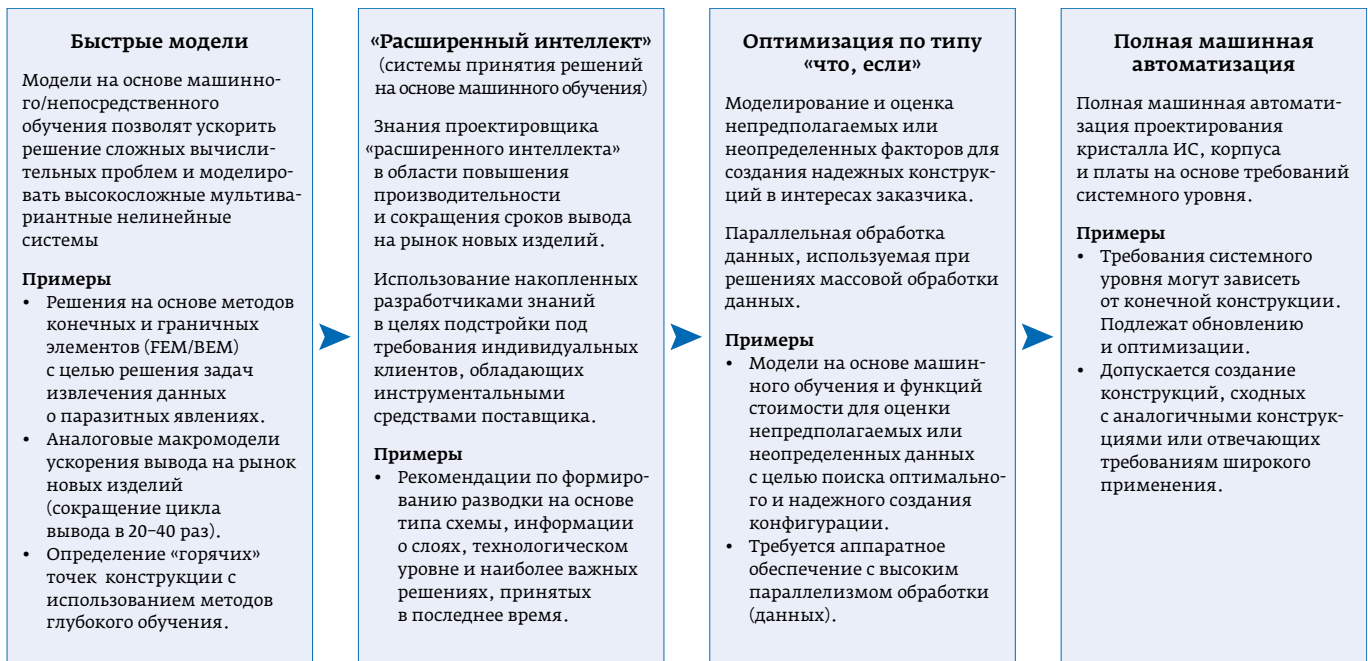 Быстрые модели
Модели на основе машинно-
го/непосредственного
обучения позволят ускорить
решение сложных вычисли-
тельных проблем и моделиро-
вать высокосложные мультива-
риантные нелинейные
системы
Примеры
• Решения на основе методов
конечных и граничных
элементов (FEM/BEM)
с целью решения задач
извлечения данных
о паразитных явлениях.
• Аналоговые макромодели
ускорения вывода на рынок
новых изделий
(сокращение цикла
вывода в 20–40 раз).
• Определение «горячих»
точек конструкции с
использованием методов
глубокого обучения.
«Расширенный интеллект»
(системы принятия решений
на основе машинного обучения)
Знания проектировщика
«расширенного интеллекта»
в области повышения
производительности
и сокращения сроков вывода
на рынок новых изделий.
Использование накопленных
разработчиками знаний
в целях подстройки под
требования индивидуальных
клиентов, обладающих
инструментальными
средствами поставщика.
Примеры
• Рекомендации по формиро-
ванию разводки на основе
типа схемы, информации
о слоях, технологическом
уровне и наиболее важных
решениях, принятых
в последнее время.
Оптимизация по типу
«что, если»
Моделирование и оценка
непредполагаемых или
неопределенных факторов для
создания надежных конструк-
ций в интересах заказчика.
Параллельная обработка
данных, используемая при
решениях массовой обработки
данных.
Примеры
• Модели на основе машин-
ного обучения и функций
стоимости для оценки
непредполагаемых или
неопределенных данных
с целью поиска оптимально-
го и надежного создания
конфигурации.
• Требуется аппаратное
обеспечение с высоким
параллелизмом обработки
(данных).
Полная машинная
автоматизация
Полная машинная автомати-
зация проектирования
кристалла ИС, корпуса
и платы на основе требований
системного уровня.
Примеры
• Требования системного
уровня могут зависеть
от конечной конструкции.
Подлежат обновлению
и оптимизации.
• Допускается создание
конструкций, сходных
с аналогичными конструк-
циями или отвечающих
требованиям широкого
применения.